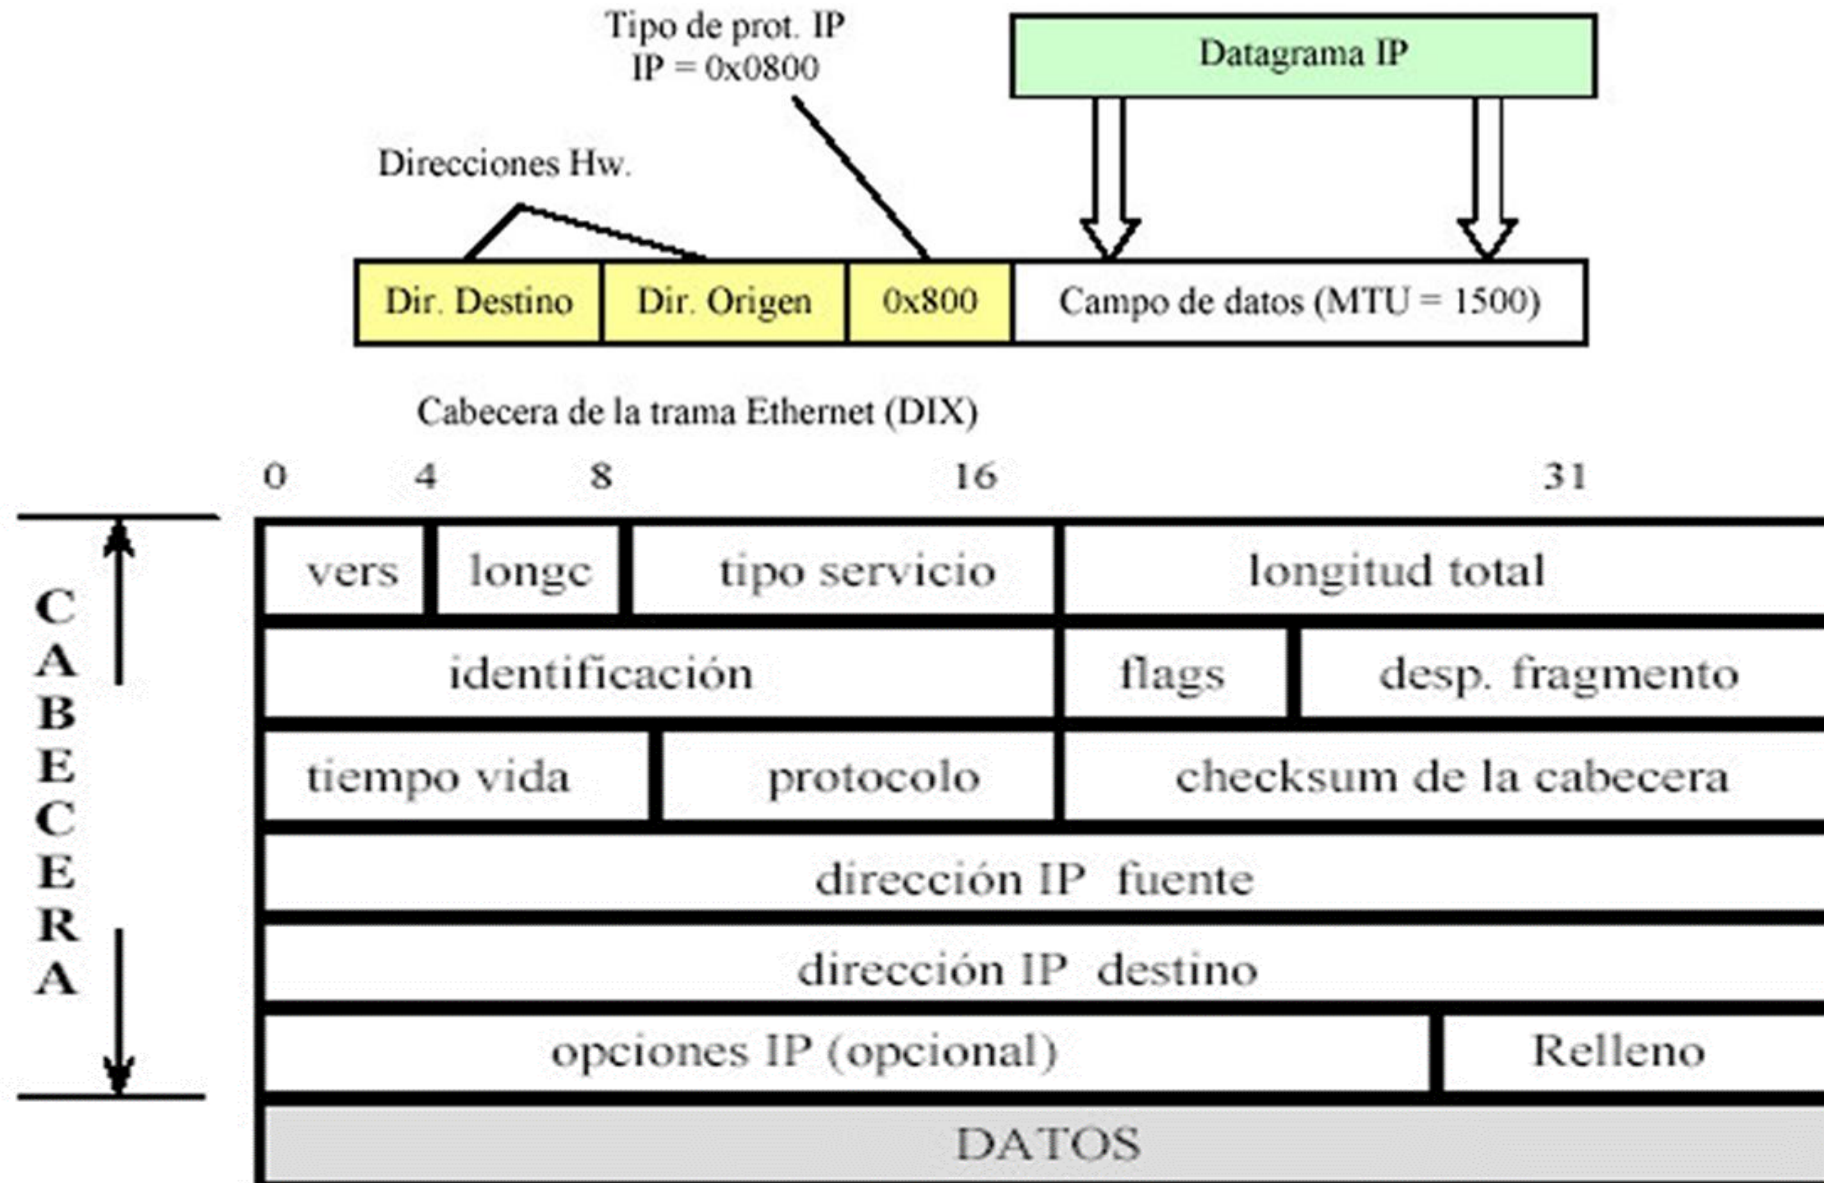 Tipo de prot. IP
IP = 0x0800
Datagrama IP
Direcciones Hw.
Dir. Destino Dir. Origen 0x800 Campo de datos (MTU = 1500)
Cabecera de la trama Ethernet (DIX)
0 4 8 16 31
CABECERA
vers longc tipo servicio longitud total
identificación flags desp. fragmento
tiempo vida protocolo checksum de la cabecera
dirección IP fuente
dirección IP destino
opciones IP (opcional) Relleno
DATOS